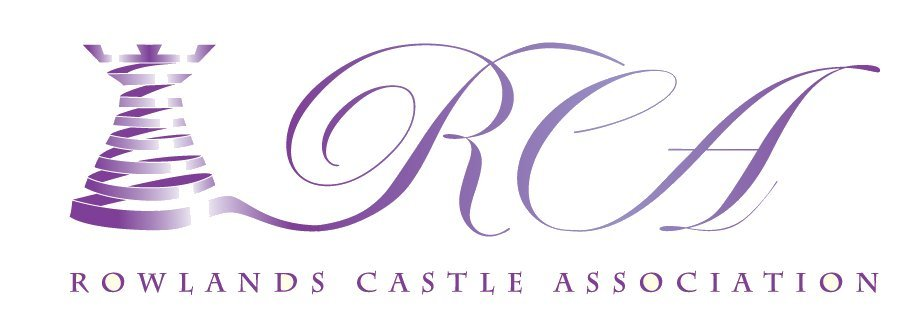 RCA
ROWLANDS CASTLE ASSOCIATION